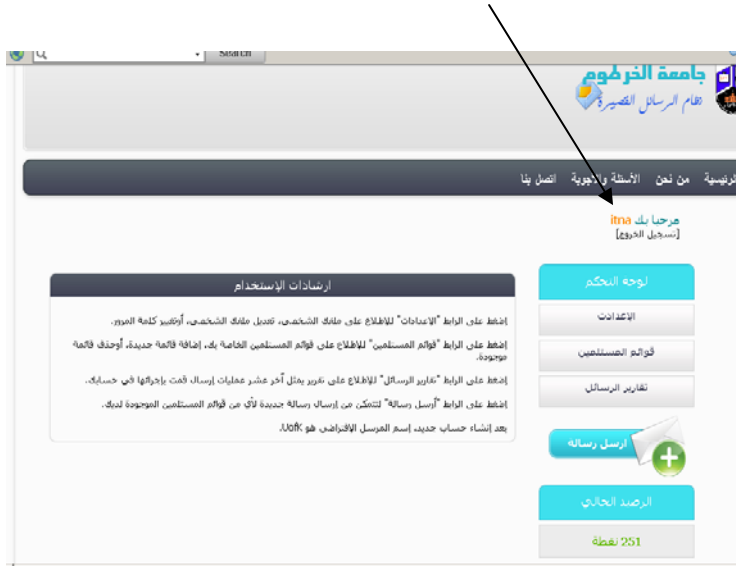 Search
جامعة الخرطوم
نظام الرسائل القصيرة
الرئيسية من نحن الأسئلة والاجوبة اتصل بنا
مرحبا بك itna
[تسجيل الخروج]
لوحة التحكم
الإعدادت
قوائم المستلمين
تقارير الرسائل
ارسل رسالة
الرصيد الحالي
251 نقطة
ارشادات الإستخدام
إضغط على الرابط "الإعدادات" للإطلاع على ملفك الشخصي، تعديل ملفك الشخصي، أوتغيير كلمة المرور.
إضغط على الرابط "قوائم المستلمين" للإطلاع على قوائم المستلمين الخاصة بك، إضافة قائمة جديدة، أوحذف قائمة
موجودة.
إضغط على الرابط "تقارير الرسائل" للإطلاع على تقرير يمثل آخر عشر عمليات إرسال قمت بإجرائها في حسابك.
إضغط على الرابط "أرسل رسالة" لتتمكن من إرسال رسالة جديدة لأي من قوائم المستلمين الموجودة لديك.
بعد إنشاء حساب جديد، إسم المرسل الإفتراضي هو UofK.